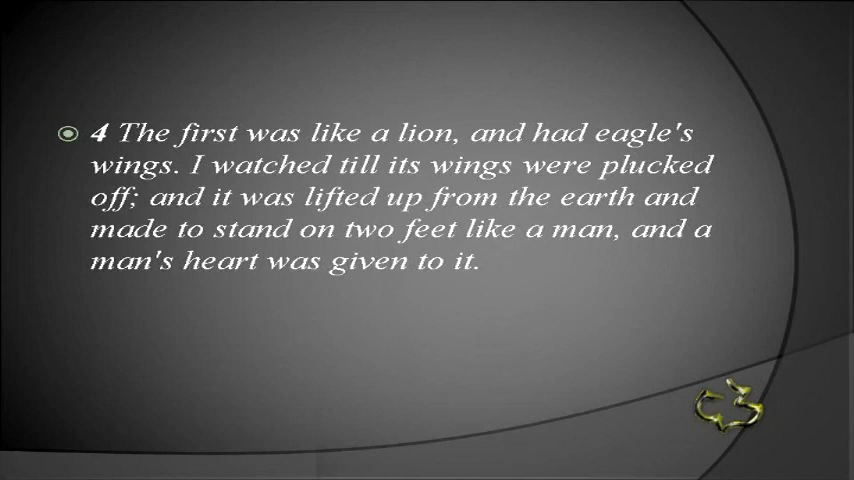 4 The first was like a lion, and had eagle's
wings. I watched till its wings were plucked
off; and it was lifted up from the earth and
made to stand on two feet like a man, and a
man's heart was given to it.